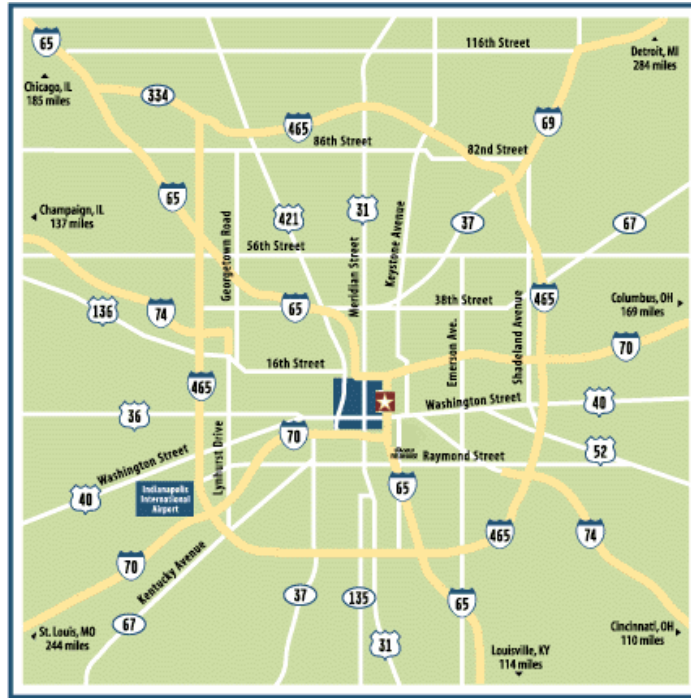 65
116th Street
Detroit, MI
284 miles
Chicago, IL
185 miles
334
465
69
86th Street
82nd Street
65
Champaign, IL
137 miles
421
31
37
67
Georgetown Road
56th Street
Meridian Street
Keystone Avenue
136
74
65
38th Street
465
Columbus, OH
169 miles
Emerson Ave.
Shadeland Avenue
70
16th Street
465
36
Washington Street
40
70
Washington Street
Lynhurst Drive
52
Raymond Street
40
Indianapolis
International
Airport
65
465
74
70
Kentucky Avenue
37
135
65
67
31
St. Louis, MO
244 miles
Louisville, KY
114 miles
Cincinnati, OH
110 miles